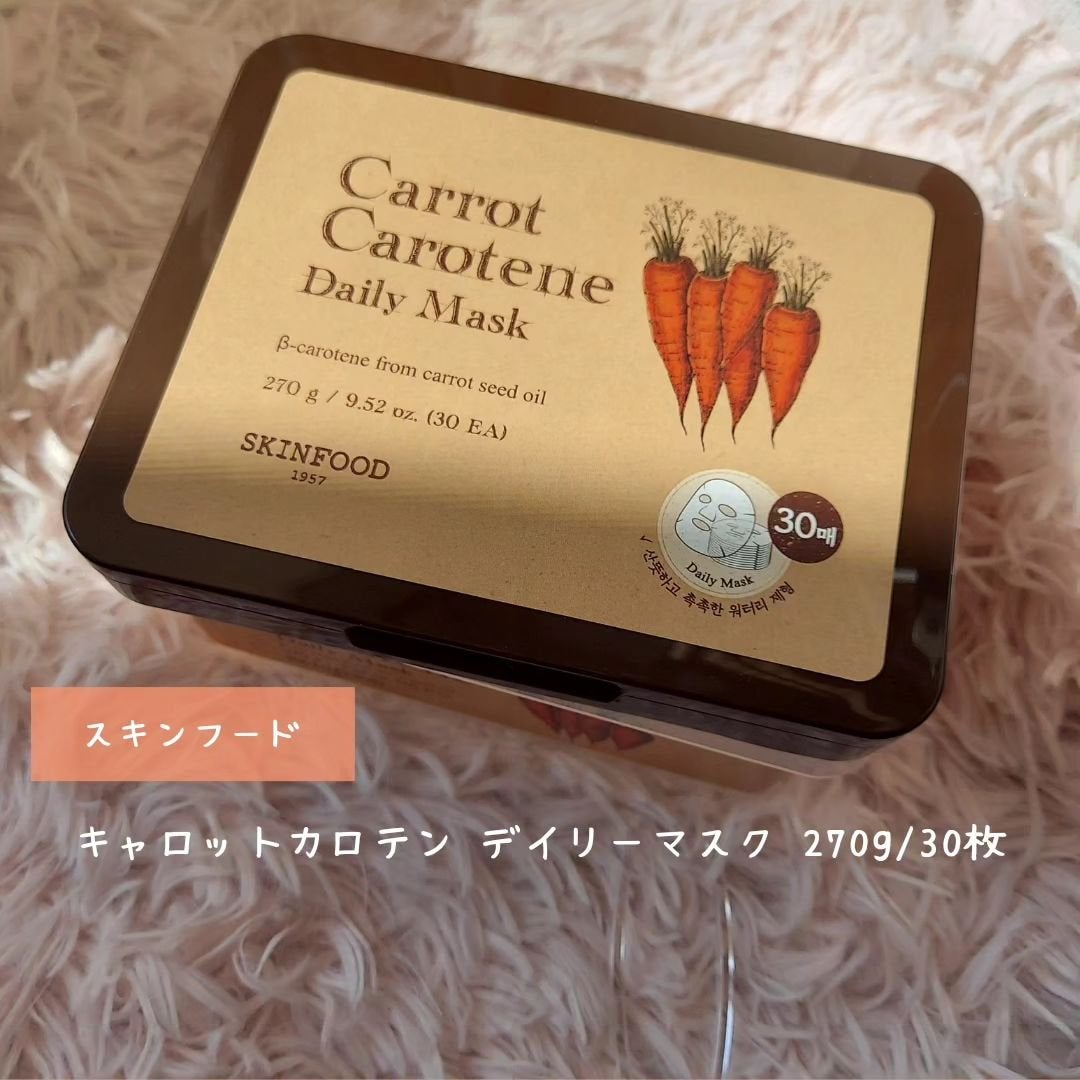 Carrot
Carotene
Daily Mask
β-carotene from carrot seed oil
270 g / 9.52 oz. (30 EA)
SKINFOOD
1957
30매
Daily Mask
✓ 산뜻하고 촉촉한 워터리 제형
スキンフード
キャロットカロテン デイリーマスク 270g/30枚